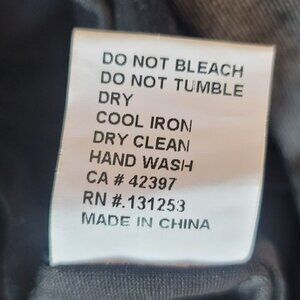 DO NOT BLEACH
DO NOT TUMBLE
DRY
COOL IRON
DRY CLEAN
HAND WASH
CA # 42397
RN #.131253
MADE IN CHINA